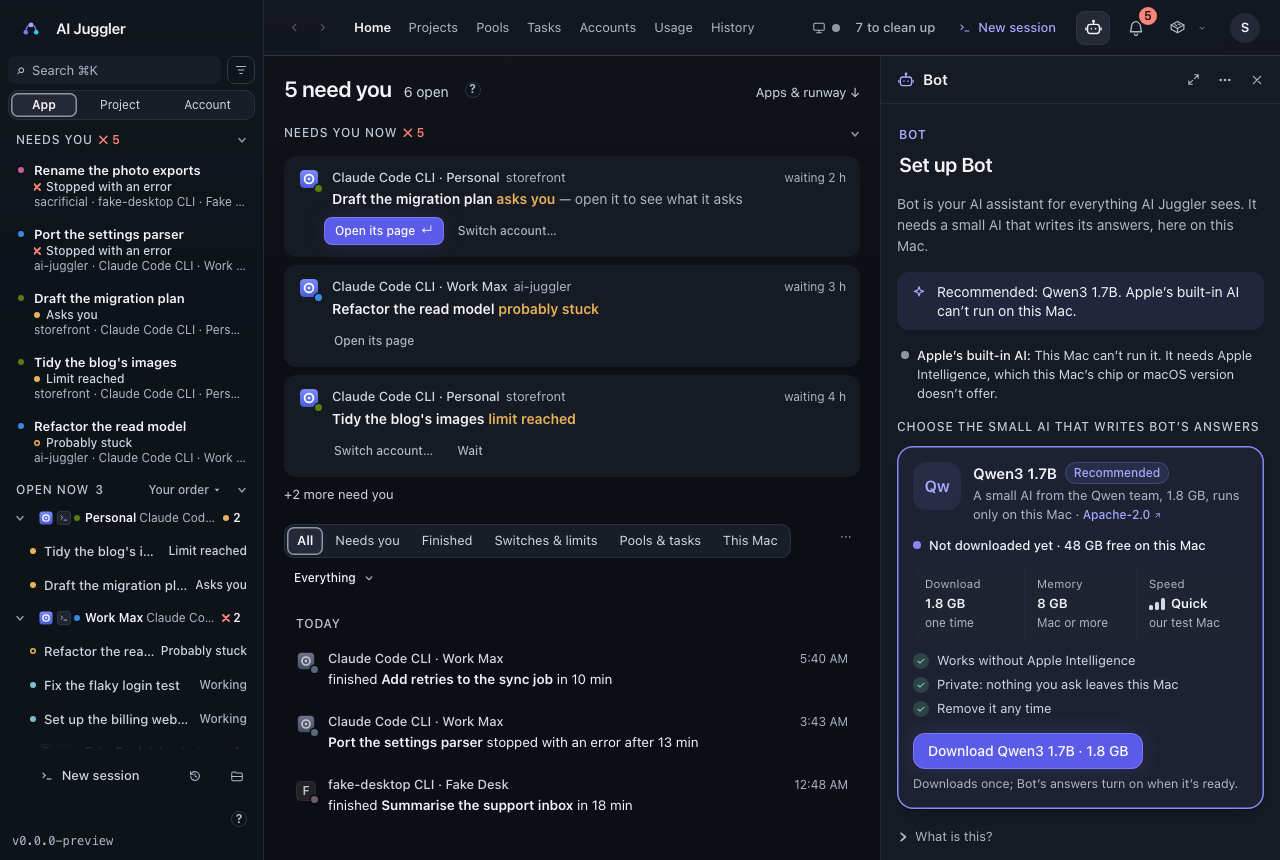 AI Juggler
Search ⌘K
App Project Account
NEEDS YOU 5
Rename the photo exports
Stopped with an error
sacrificial · fake-desktop CLI · Fake ...
Port the settings parser
Stopped with an error
ai-juggler · Claude Code CLI · Work ...
Draft the migration plan
Asks you
storefront · Claude Code CLI · Pers...
Tidy the blog's images
Limit reached
storefront · Claude Code CLI · Pers...
Refactor the read model
Probably stuck
ai-juggler · Claude Code CLI · Work ...
OPEN NOW 3 Your order
Personal Claude Cod... 2
Tidy the blog's i... Limit reached
Draft the migration pl... Asks you
Work Max Claude Co... 2
Refactor the rea... Probably stuck
Fix the flaky login test Working
Set up the billing web... Working
New session
?
v0.0.0-preview
Home Projects Pools Tasks Accounts Usage History
7 to clean up New session 5 S
5 need you 6 open ? Apps & runway ↓
NEEDS YOU NOW 5
Claude Code CLI · Personal storefront waiting 2 h
Draft the migration plan asks you — open it to see what it asks
Open its page ↵ Switch account...
Claude Code CLI · Work Max ai-juggler waiting 3 h
Refactor the read model probably stuck
Open its page
Claude Code CLI · Personal storefront waiting 4 h
Tidy the blog's images limit reached
Switch account... Wait
+2 more need you
All Needs you Finished Switches & limits Pools & tasks This Mac ...
Everything
TODAY
Claude Code CLI · Work Max 5:40 AM
finished Add retries to the sync job in 10 min
Claude Code CLI · Work Max 3:43 AM
Port the settings parser stopped with an error after 13 min
F fake-desktop CLI · Fake Desk 12:48 AM
finished Summarise the support inbox in 18 min
Bot
BOT
Set up Bot
Bot is your AI assistant for everything AI Juggler sees. It
needs a small AI that writes its answers, here on this
Mac.
Recommended: Qwen3 1.7B. Apple’s built-in AI
can’t run on this Mac.
Apple’s built-in AI: This Mac can’t run it. It needs Apple
Intelligence, which this Mac’s chip or macOS version
doesn’t offer.
CHOOSE THE SMALL AI THAT WRITES BOT’S ANSWERS
Qw Qwen3 1.7B Recommended
A small AI from the Qwen team, 1.8 GB, runs
only on this Mac · Apache-2.0 ↗
Not downloaded yet · 48 GB free on this Mac
Download Memory Speed
1.8 GB 8 GB Quick
one time Mac or more our test Mac
Works without Apple Intelligence
Private: nothing you ask leaves this Mac
Remove it any time
Download Qwen3 1.7B · 1.8 GB
Downloads once; Bot’s answers turn on when it’s ready.
What is this?